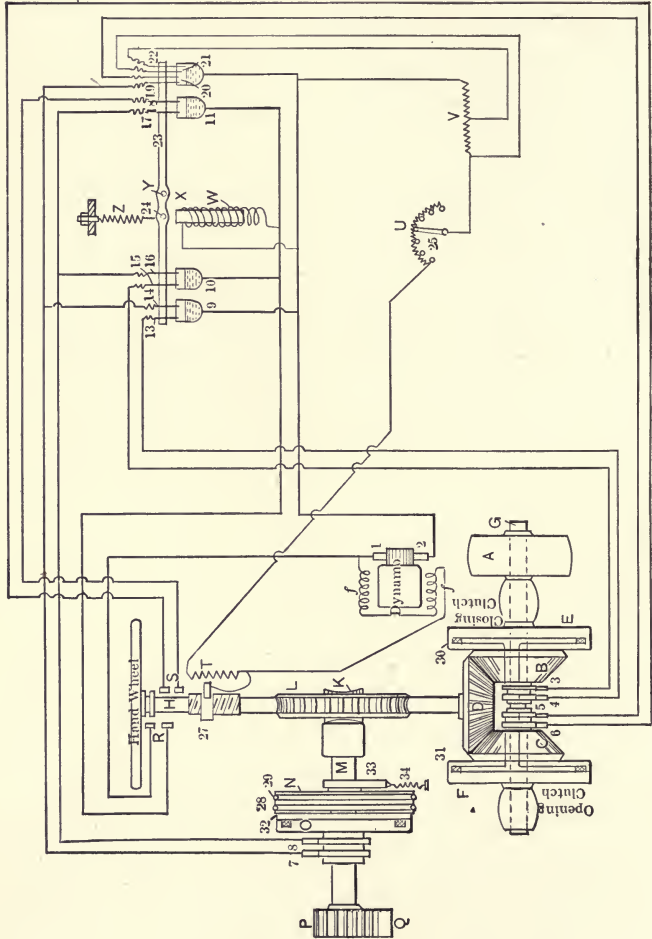 22
21
19
18
17
20
11
23
Y
24
Z
X
W
V
U
25
15
16
14
13
10
9
Hand Wheel
S
H
R
27
T
L
K
1
2
f
f
Dynamo
G
A
Closing
Clutch
E
30
B
D
3
4
5
6
C
31
F
Opening
Clutch
M
33
34
N
29
28
32
O
8
7
P
Q